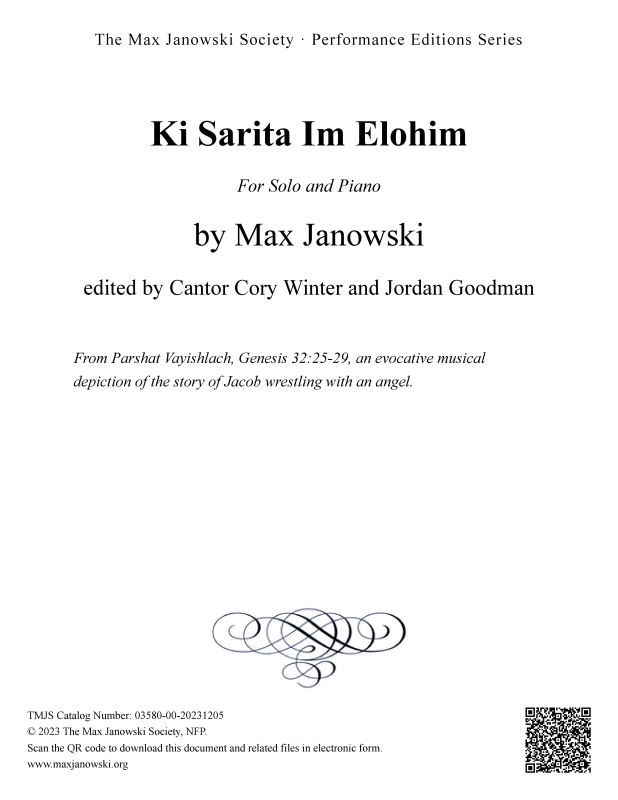 The Max Janowski Society · Performance Editions Series
Ki Sarita Im Elohim
For Solo and Piano
by Max Janowski
edited by Cantor Cory Winter and Jordan Goodman
From Parshat Vayishlach, Genesis 32:25-29, an evocative musical
depiction of the story of Jacob wrestling with an angel.
TMJS Catalog Number: 03580-00-20231205
© 2023 The Max Janowski Society, NFP.
Scan the QR code to download this document and related files in electronic form.
www.maxjanowski.org